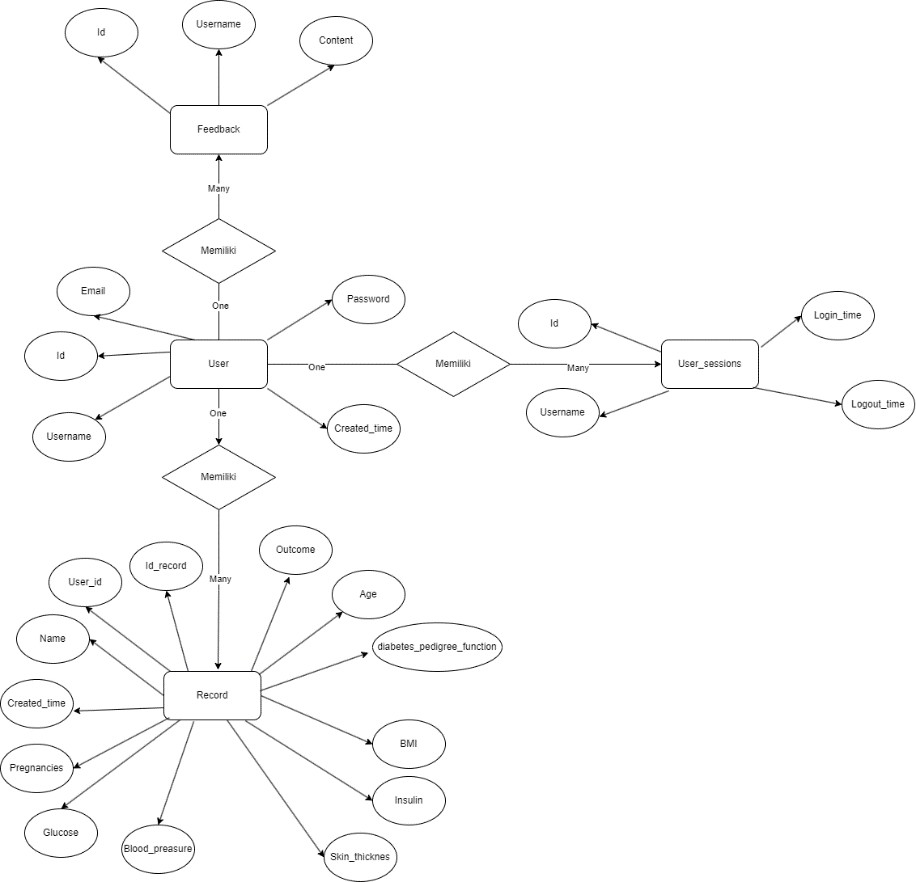 Id
Username
Content
Feedback
Many
Memiliki
One
Email
Password
Id
User
Username
Created_time
One
Memiliki
Many
Id
Login_time
User_sessions
Username
Logout_time
One
Memiliki
Many
Outcome
Id_record
User_id
Age
Name
diabetes_pedigree_function
Record
Created_time
BMI
Pregnancies
Insulin
Glucose
Blood_preasure
Skin_thicknes